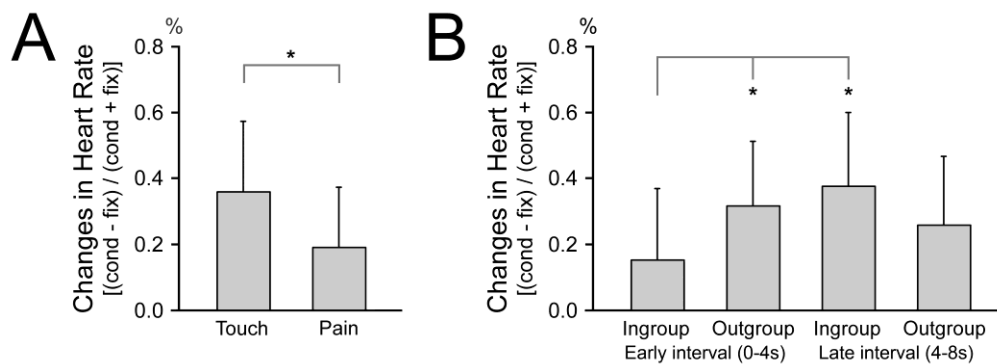 A
%
Changes in Heart Rate
[(cond - fix) / (cond + fix)]
0.8
0.6
0.4
0.2
0.0
*
Touch Pain
B
%
Changes in Heart Rate
[(cond - fix) / (cond + fix)]
0.8
0.6
0.4
0.2
0.0
* *
Ingroup Outgroup Ingroup Outgroup
Early interval (0-4s) Late interval (4-8s)